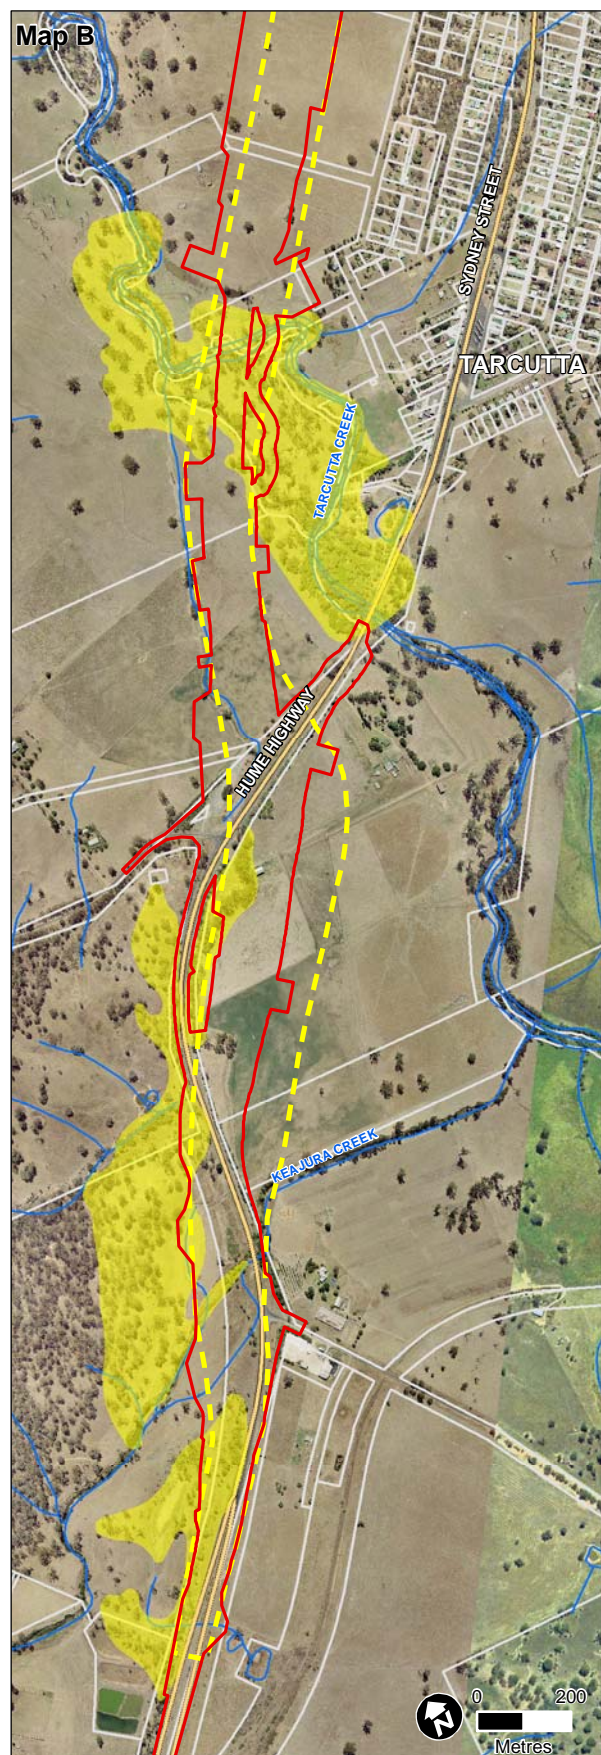 Map B
SYDNEY STREET
TARCUTTA
TARCUTTA CREEK
HUME HIGHWAY
KEAJURA CREEK
N
0 200
Metres